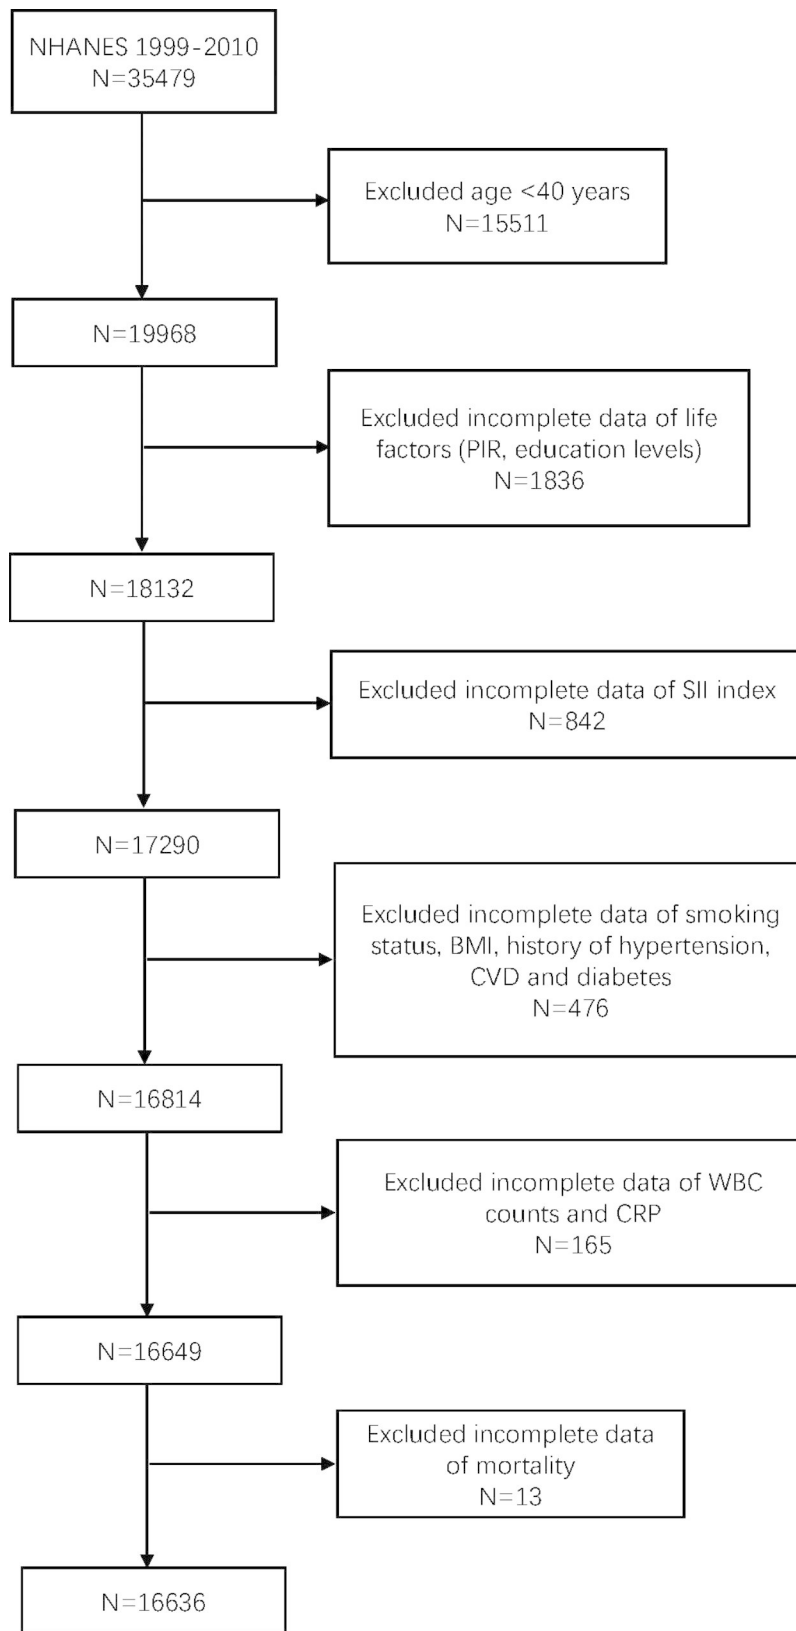 NHANES 1999-2010
N=35479
Excluded age <40 years
N=15511
N=19968
Excluded incomplete data of life
factors (PIR, education levels)
N=1836
N=18132
Excluded incomplete data of SII index
N=842
N=17290
Excluded incomplete data of smoking
status, BMI, history of hypertension,
CVD and diabetes
N=476
N=16814
Excluded incomplete data of WBC
counts and CRP
N=165
N=16649
Excluded incomplete data
of mortality
N=13
N=16636